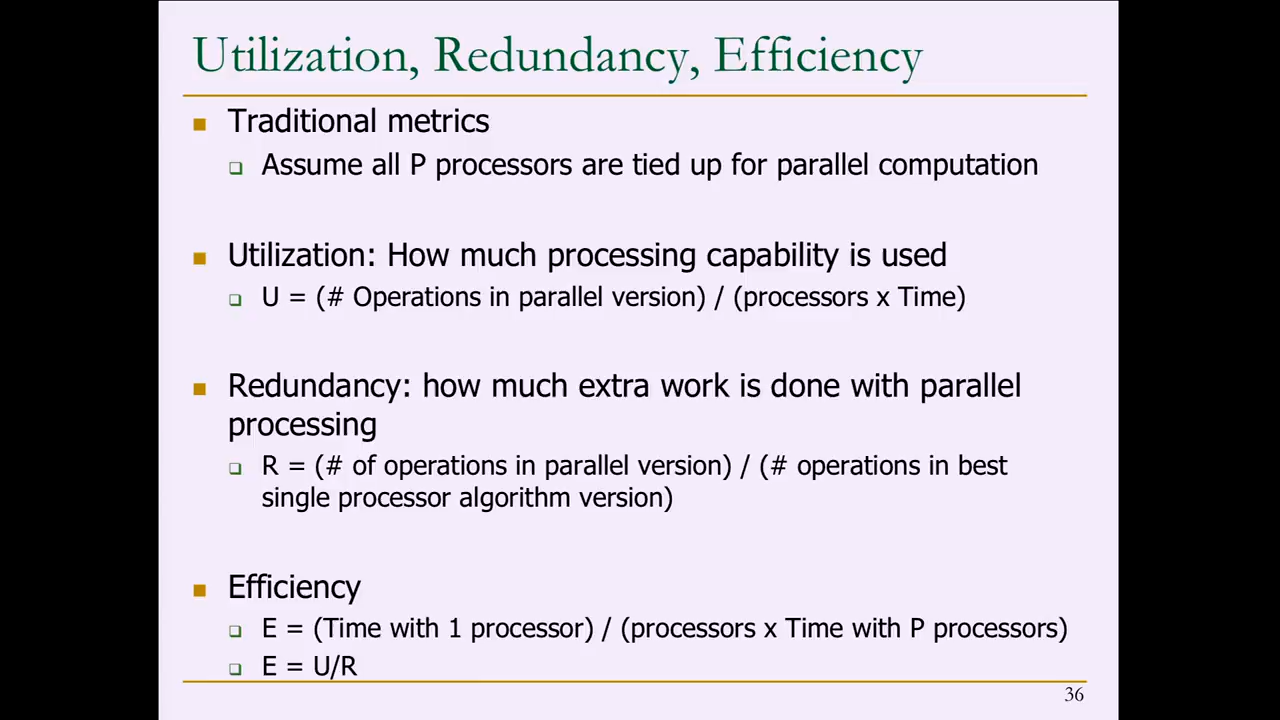 Utilization, Redundancy, Efficiency
Traditional metrics
Assume all P processors are tied up for parallel computation
Utilization: How much processing capability is used
U = (# Operations in parallel version) / (processors x Time)
Redundancy: how much extra work is done with parallel
processing
R = (# of operations in parallel version) / (# operations in best
single processor algorithm version)
Efficiency
E = (Time with 1 processor) / (processors x Time with P processors)
E = U/R
36